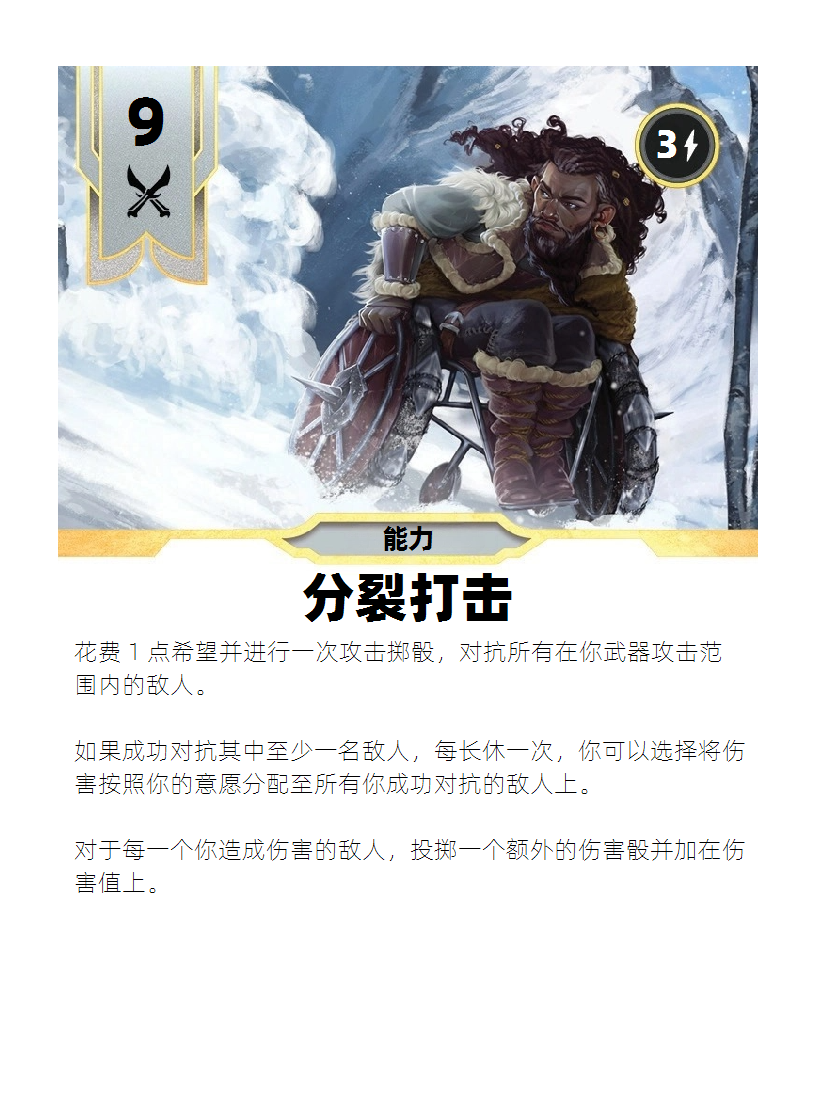 9
3
能力
分裂打击
花费 1 点希望并进行一次攻击掷骰，对抗所有在你武器攻击范
围内的敌人。
如果成功对抗其中至少一名敌人，每长休一次，你可以选择将伤
害按照你的意愿分配至所有你成功对抗的敌人上。
对于每一个你造成伤害的敌人，投掷一个额外的伤害骰并加在伤
害值上。